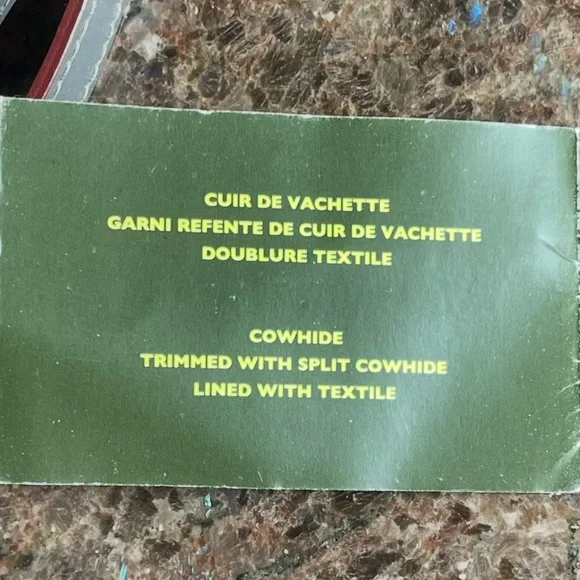 CUIR DE VACHETTE
GARNI REFENTE DE CUIR DE VACHETTE
DOUBLURE TEXTILE
COWHIDE
TRIMMED WITH SPLIT COWHIDE
LINED WITH TEXTILE